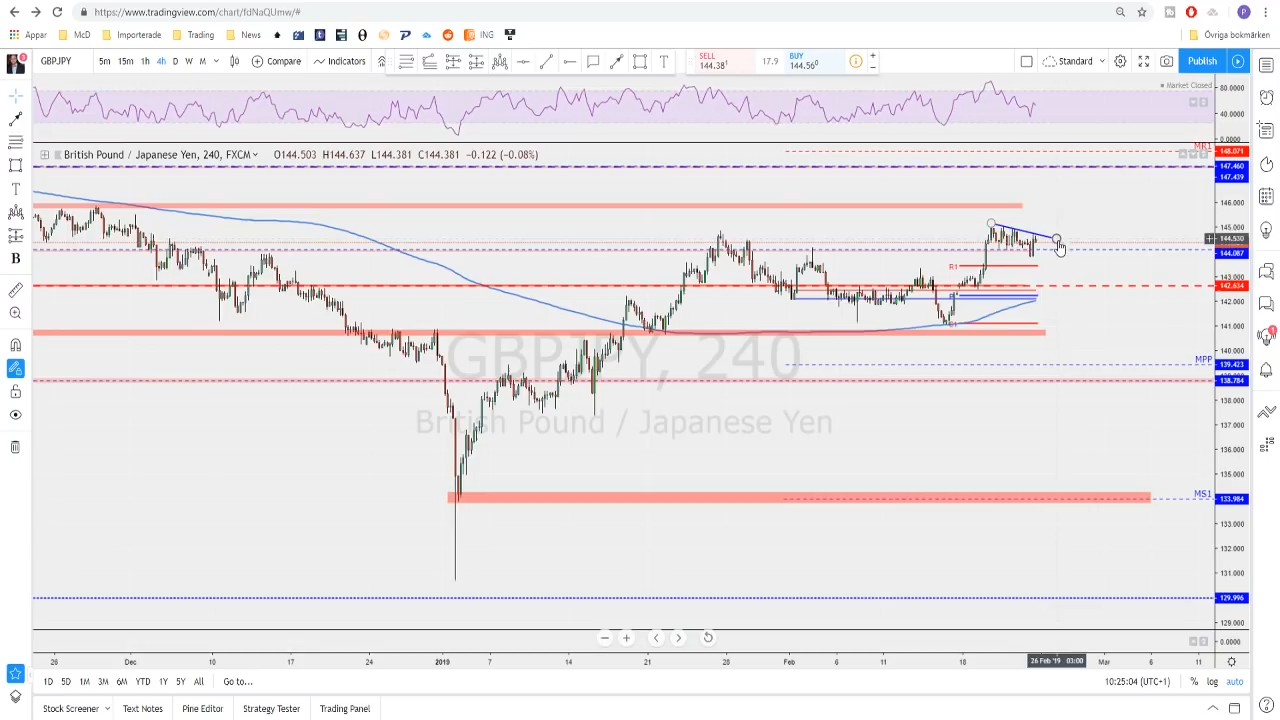 https://www.tradingview.com/chart/fdNaQUmw/#
P
Appar McD Importerade Trading News ING Övriga bokmärken
GBPJPY 5m 15m 1h 4h D W M Compare Indicators SELL 144.38¹ 17.9 BUY 144.56⁰ Standard Publish
Market Closed
80.0000
40.0000
0.0000
British Pound / Japanese Yen, 240, FXCM O144.503 H144.637 L144.381 C144.381 −0.122 (−0.08%)
MR1 148.071
147.460
147.439
146.000
145.000
144.530
144.087
R1
143.000
142.634
142.000
141.000
GBPJPY, 240
140.000
MPP 139.423
138.784
138.000
British Pound / Japanese Yen
137.000
136.000
135.000
MS1 133.984
133.000
132.000
131.000
129.996
129.000
0.0000
26 Dec 10 17 24 2019 7 14 21 28 Feb 6 11 18 26 Feb '19 03:00 Mar 6 11
1D 5D 1M 3M 6M YTD 1Y 5Y All Go to... 10:25:04 (UTC+1) % log auto
Stock Screener Text Notes Pine Editor Strategy Tester Trading Panel